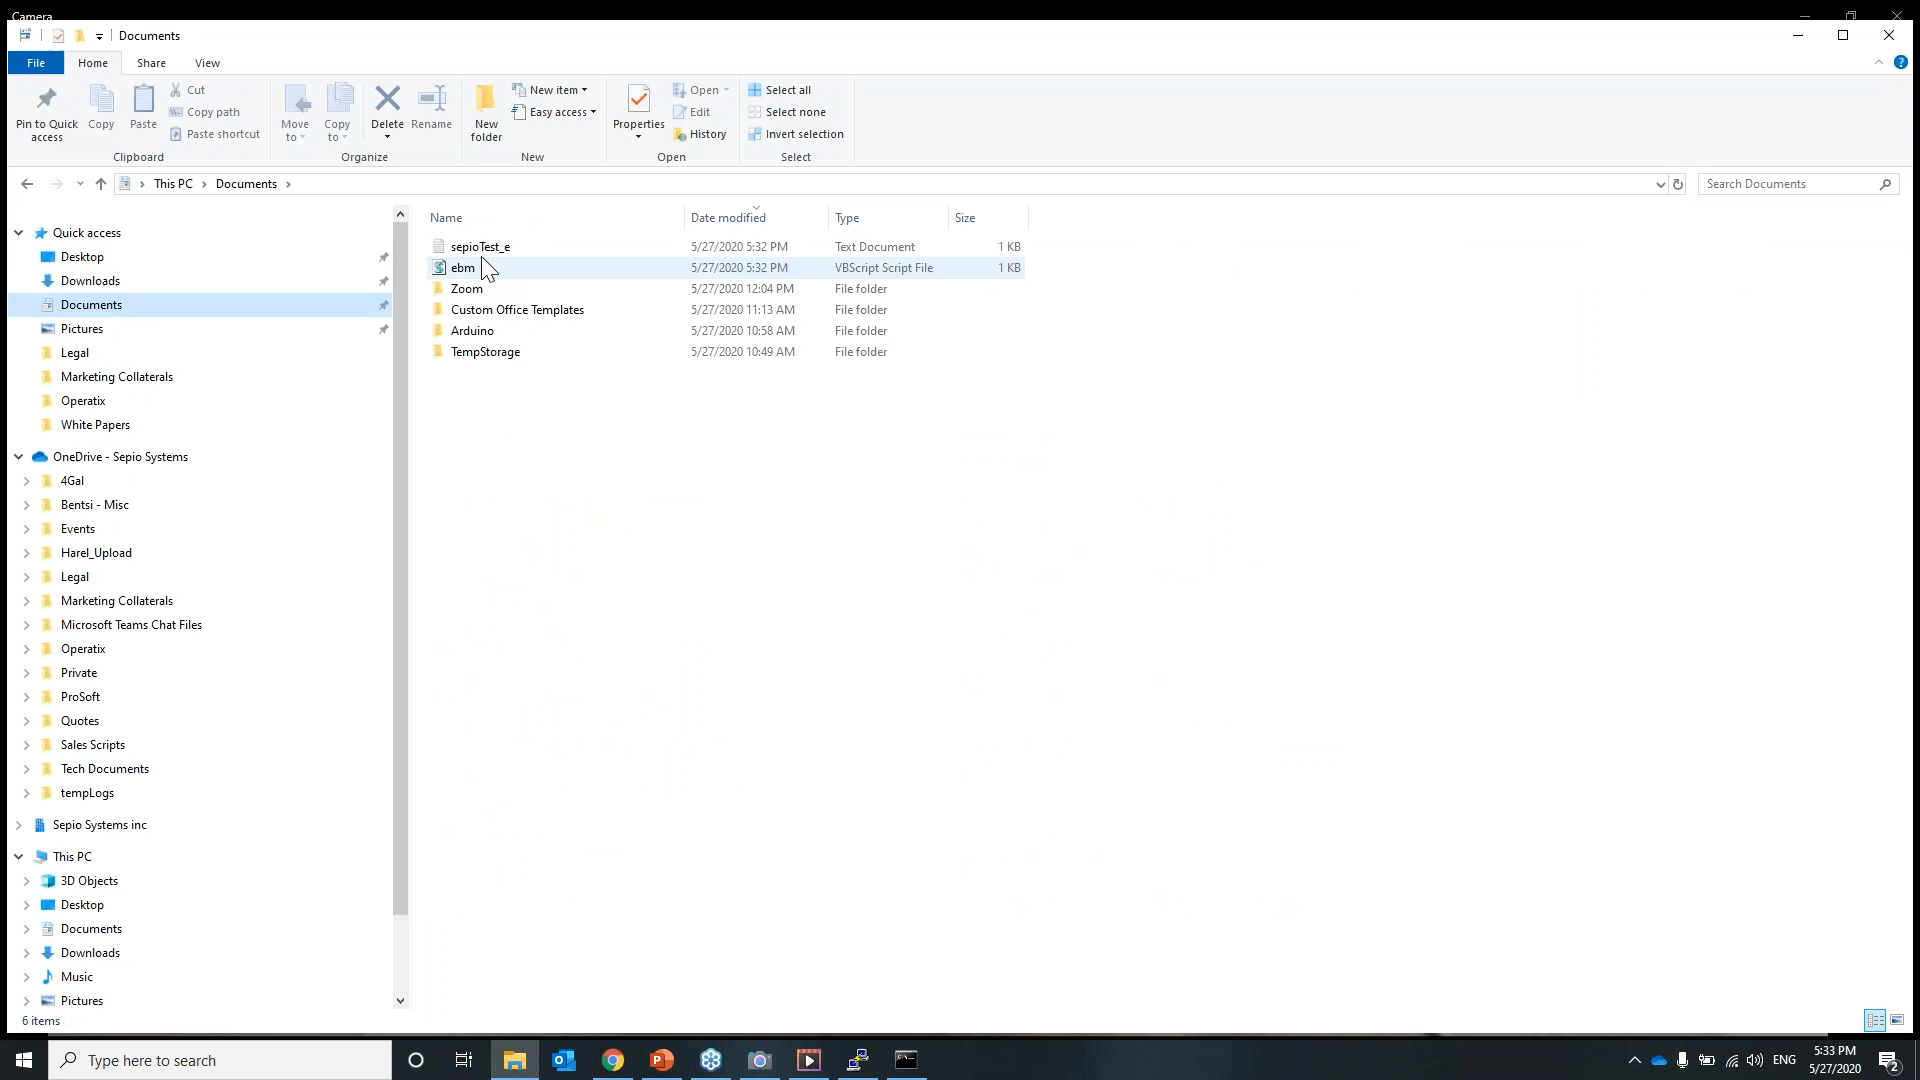 Camera
Documents
File Home Share View
Pin to Quick access
Copy
Paste
Cut
Copy path
Paste shortcut
Clipboard
Move to
Copy to
Delete
Rename
Organize
New folder
New item
Easy access
New
Properties
Open
Edit
History
Open
Select all
Select none
Invert selection
Select
This PC Documents
Search Documents
Name Date modified Type Size
sepioTest_e 5/27/2020 5:32 PM Text Document 1 KB
ebm 5/27/2020 5:32 PM VBScript Script File 1 KB
Zoom 5/27/2020 12:04 PM File folder
Custom Office Templates 5/27/2020 11:13 AM File folder
Arduino 5/27/2020 10:58 AM File folder
TempStorage 5/27/2020 10:49 AM File folder
Quick access
Desktop
Downloads
Documents
Pictures
Legal
Marketing Collaterals
Operatix
White Papers
OneDrive - Sepio Systems
4Gal
Bentsi - Misc
Events
Harel_Upload
Legal
Marketing Collaterals
Microsoft Teams Chat Files
Operatix
Private
ProSoft
Quotes
Sales Scripts
Tech Documents
tempLogs
Sepio Systems inc
This PC
3D Objects
Desktop
Documents
Downloads
Music
Pictures
6 items
Type here to search
ENG
5:33 PM
5/27/2020
2